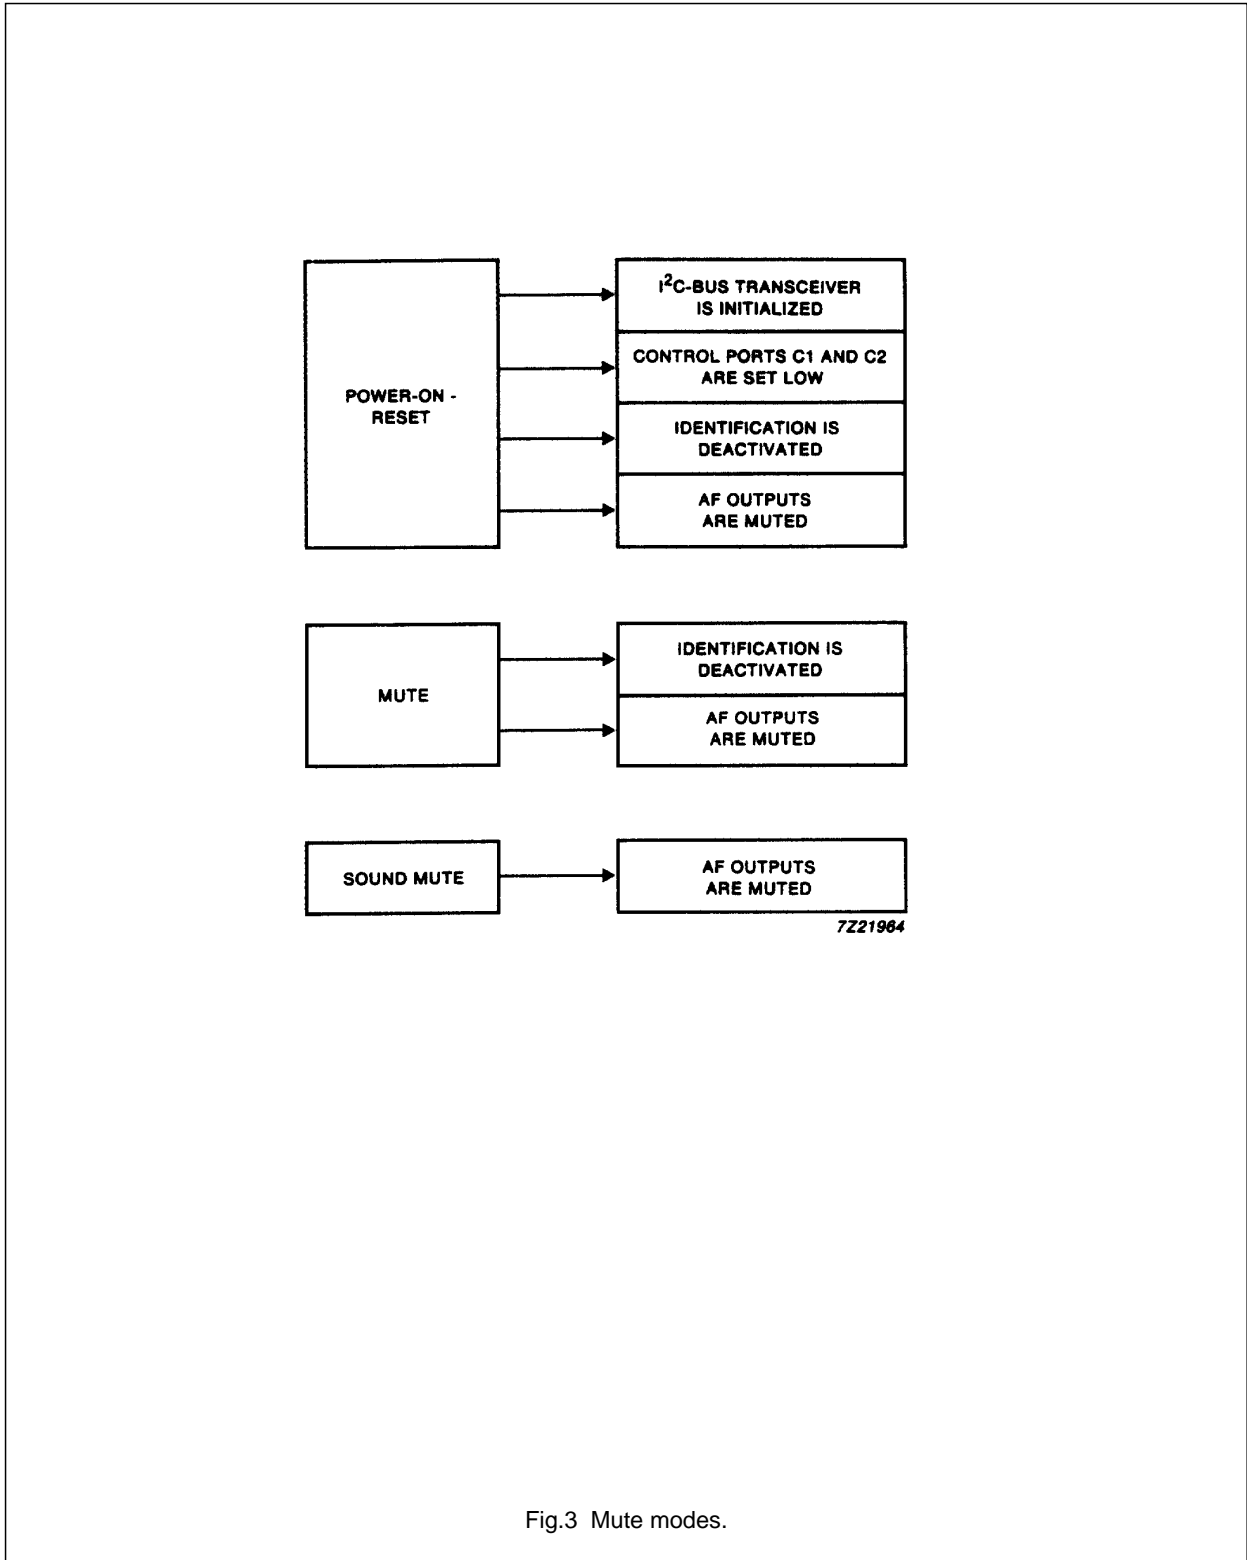 POWER-ON -
RESET
I²C-BUS TRANSCEIVER
IS INITIALIZED
CONTROL PORTS C1 AND C2
ARE SET LOW
IDENTIFICATION IS
DEACTIVATED
AF OUTPUTS
ARE MUTED
MUTE
IDENTIFICATION IS
DEACTIVATED
AF OUTPUTS
ARE MUTED
SOUND MUTE
AF OUTPUTS
ARE MUTED
7Z21964
Fig.3 Mute modes.